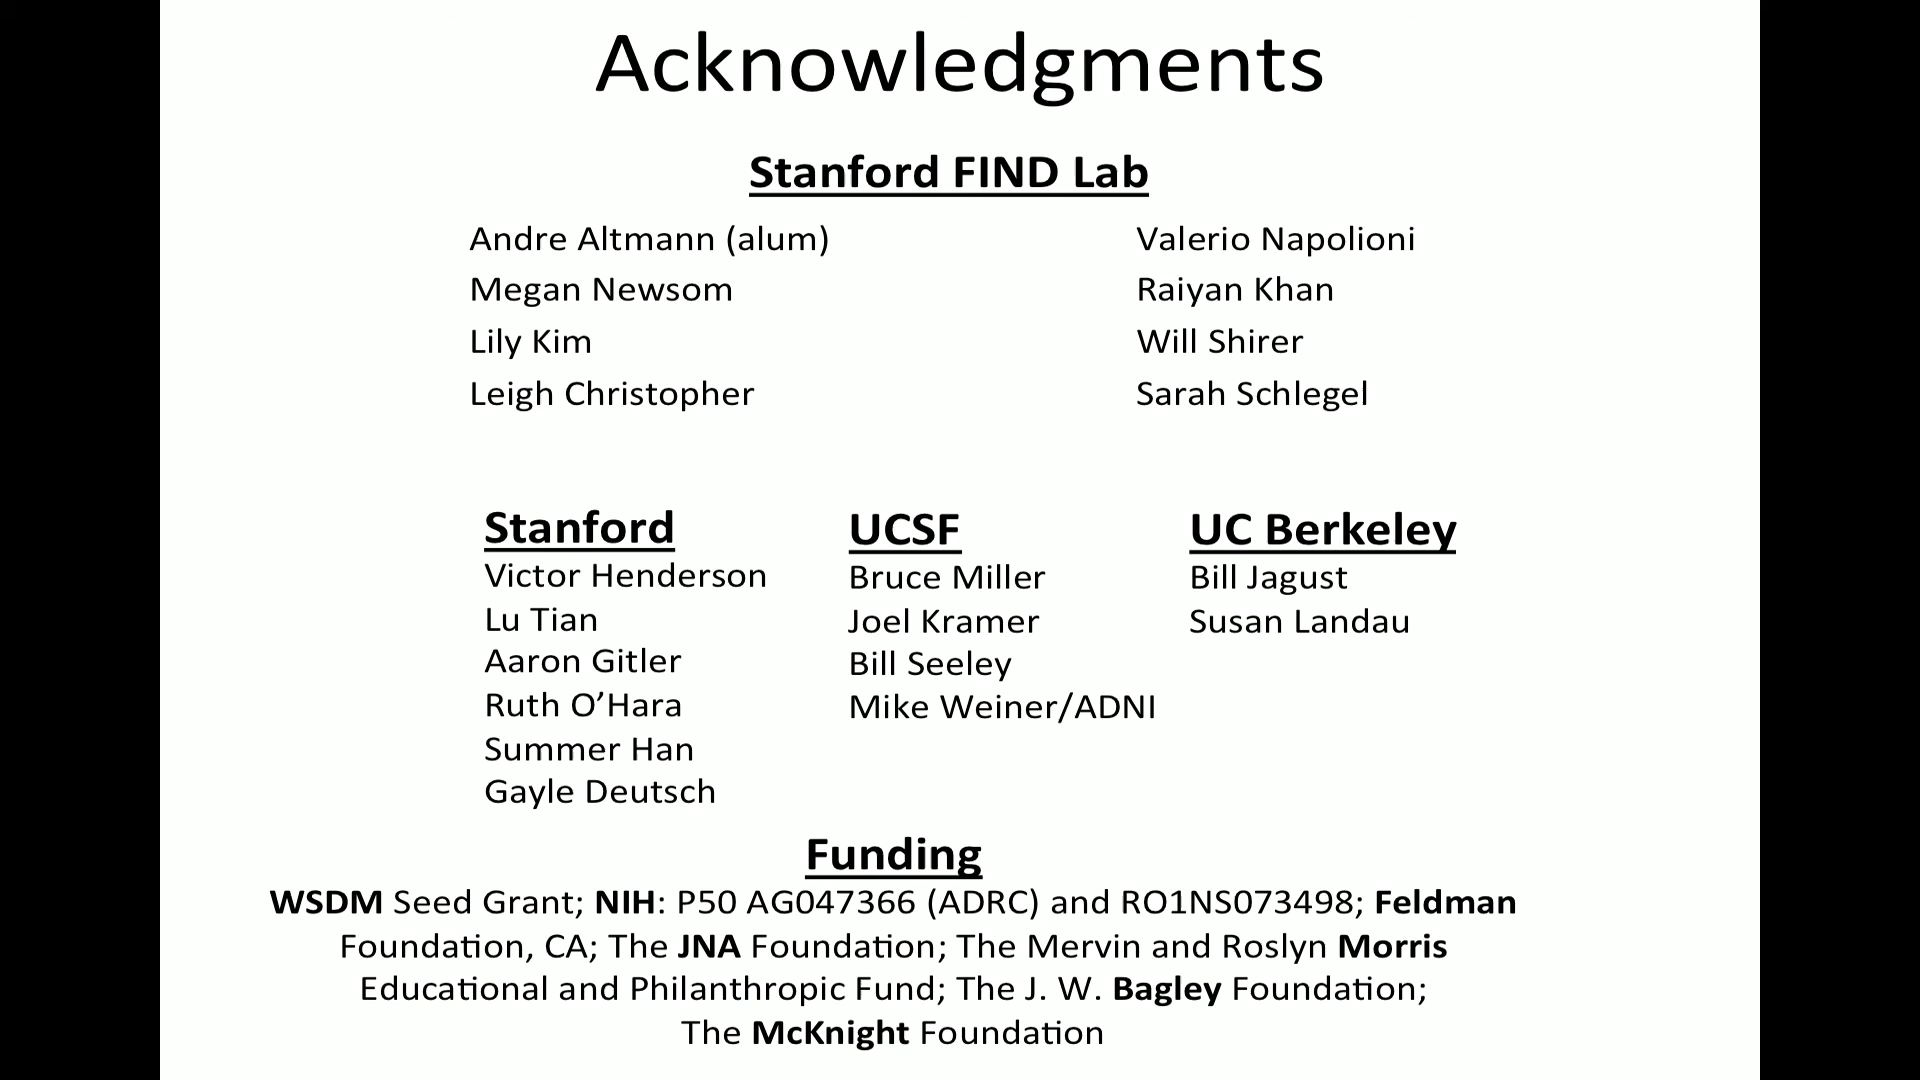 Acknowledgments
Stanford FIND Lab
Andre Altmann (alum)
Megan Newsom
Lily Kim
Leigh Christopher
Valerio Napolioni
Raiyan Khan
Will Shirer
Sarah Schlegel
Stanford
Victor Henderson
Lu Tian
Aaron Gitler
Ruth O’Hara
Summer Han
Gayle Deutsch
UCSF
Bruce Miller
Joel Kramer
Bill Seeley
Mike Weiner/ADNI
UC Berkeley
Bill Jagust
Susan Landau
Funding
WSDM Seed Grant; NIH: P50 AG047366 (ADRC) and RO1NS073498; Feldman
Foundation, CA; The JNA Foundation; The Mervin and Roslyn Morris
Educational and Philanthropic Fund; The J. W. Bagley Foundation;
The McKnight Foundation